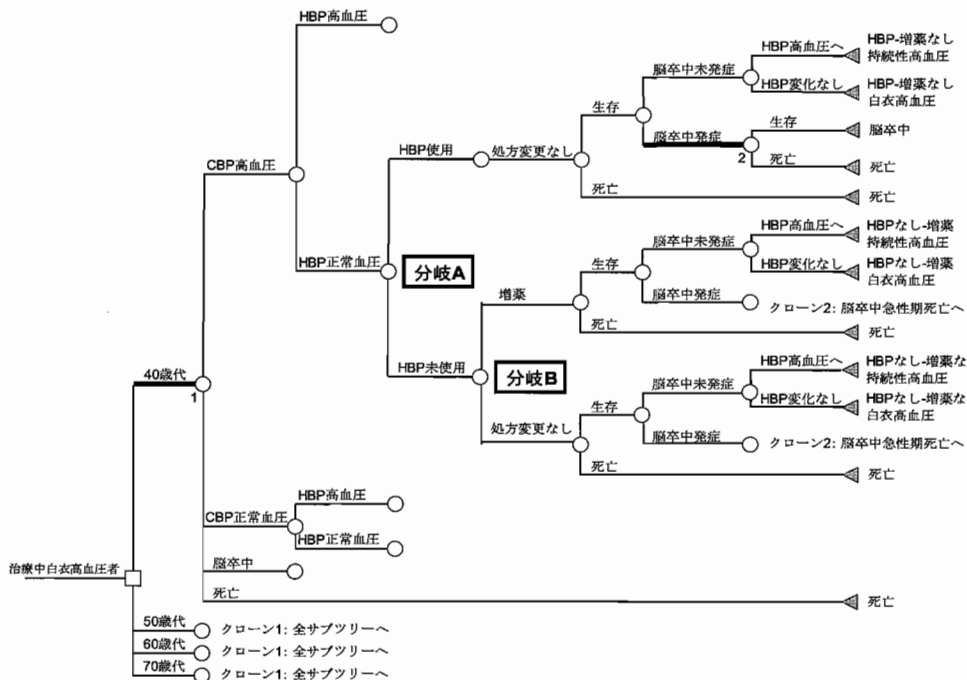 HBP高血圧
HBP高血圧へ
HBP-増薬なし
持続性高血圧
脳卒中未発症
HBP変化なし
HBP-増薬なし
白衣高血圧
生存
脳卒中発症
2
生存
脳卒中
死亡
死亡
CBP高血圧
HBP使用
処方変更なし
死亡
死亡
HBP正常血圧
分岐A
HBP高血圧へ
HBPなし-増薬
持続性高血圧
脳卒中未発症
HBP変化なし
HBPなし-増薬
白衣高血圧
生存
脳卒中発症
クローン2: 脳卒中急性期死亡へ
増薬
死亡
死亡
HBP未使用
分岐B
HBP高血圧へ
HBPなし-増薬な
持続性高血圧
脳卒中未発症
HBP変化なし
HBPなし-増薬な
白衣高血圧
生存
脳卒中発症
クローン2: 脳卒中急性期死亡へ
処方変更なし
死亡
死亡
40歳代
1
CBP正常血圧
HBP高血圧
HBP正常血圧
脳卒中
死亡
死亡
治療中白衣高血圧者
50歳代
クローン1: 全サブツリーへ
60歳代
クローン1: 全サブツリーへ
70歳代
クローン1: 全サブツリーへ